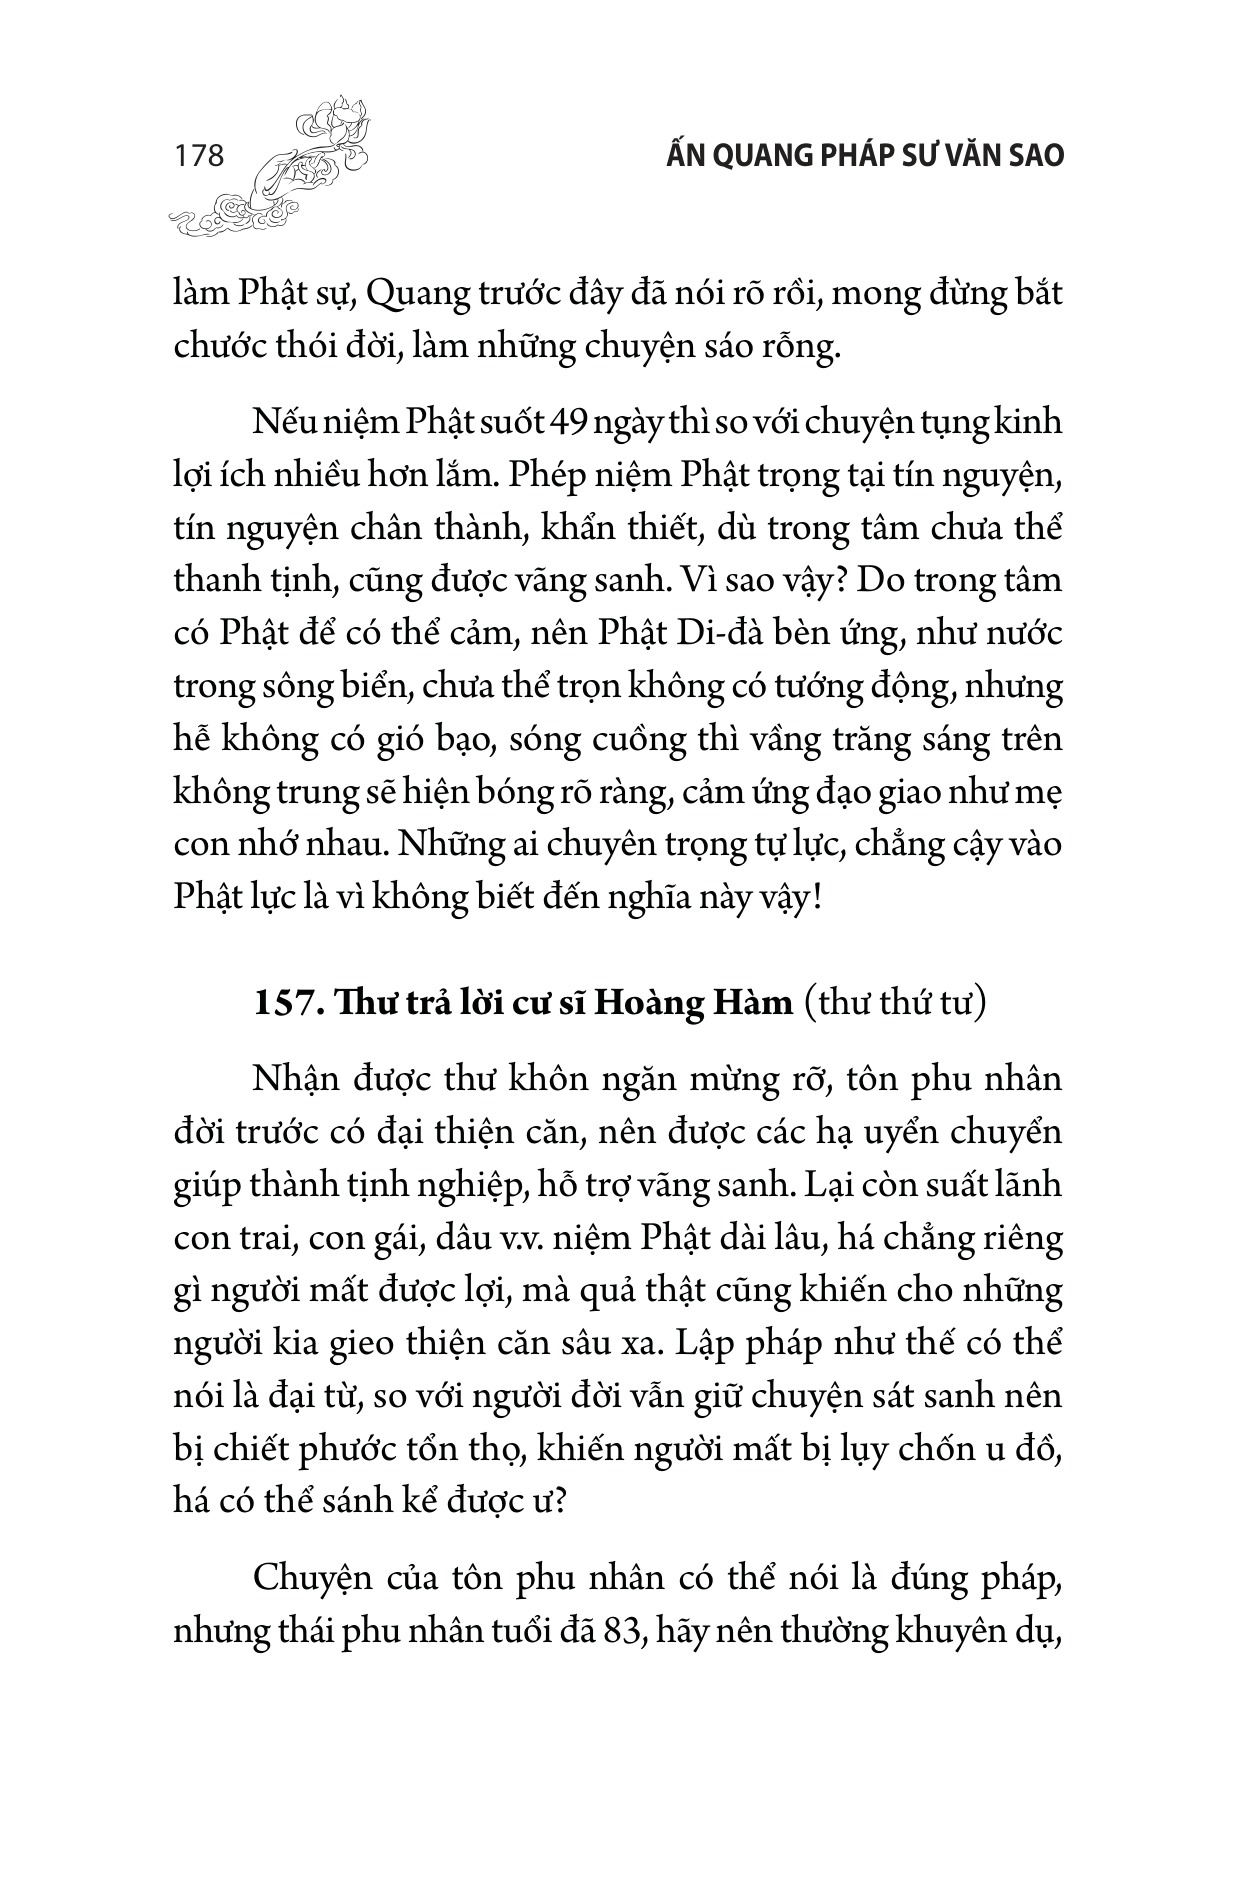 178
ẤN QUANG PHÁP SƯ VĂN SAO
làm Phật sự, Quang trước đây đã nói rõ rồi, mong đừng bắt
chước thói đời, làm những chuyện sáo rỗng.
Nếu niệm Phật suốt 49 ngày thì so với chuyện tụng kinh
lợi ích nhiều hơn lắm. Phép niệm Phật trọng tại tín nguyện,
tín nguyện chân thành, khẩn thiết, dù trong tâm chưa thể
thanh tịnh, cũng được vãng sanh. Vì sao vậy? Do trong tâm
có Phật để có thể cảm, nên Phật Di-đà bèn ứng, như nước
trong sông biển, chưa thể trọn không có tướng động, nhưng
hễ không có gió bạo, sóng cuồng thì vầng trăng sáng trên
không trung sẽ hiện bóng rõ ràng, cảm ứng đạo giao như mẹ
con nhớ nhau. Những ai chuyên trọng tự lực, chẳng cậy vào
Phật lực là vì không biết đến nghĩa này vậy!
157. Thư trả lời cư sĩ Hoàng Hàm (thư thứ tư)
Nhận được thư khôn ngăn mừng rỡ, tôn phu nhân
đời trước có đại thiện căn, nên được các hạ uyển chuyển
giúp thành tịnh nghiệp, hỗ trợ vãng sanh. Lại còn suất lãnh
con trai, con gái, dâu v.v. niệm Phật dài lâu, há chẳng riêng
gì người mất được lợi, mà quả thật cũng khiến cho những
người kia gieo thiện căn sâu xa. Lập pháp như thế có thể
nói là đại từ, so với người đời vẫn giữ chuyện sát sanh nên
bị chiết phước tổn thọ, khiến người mất bị lụy chốn u đồ,
há có thể sánh kể được ư?
Chuyện của tôn phu nhân có thể nói là đúng pháp,
nhưng thái phu nhân tuổi đã 83, hãy nên thường khuyên dụ,